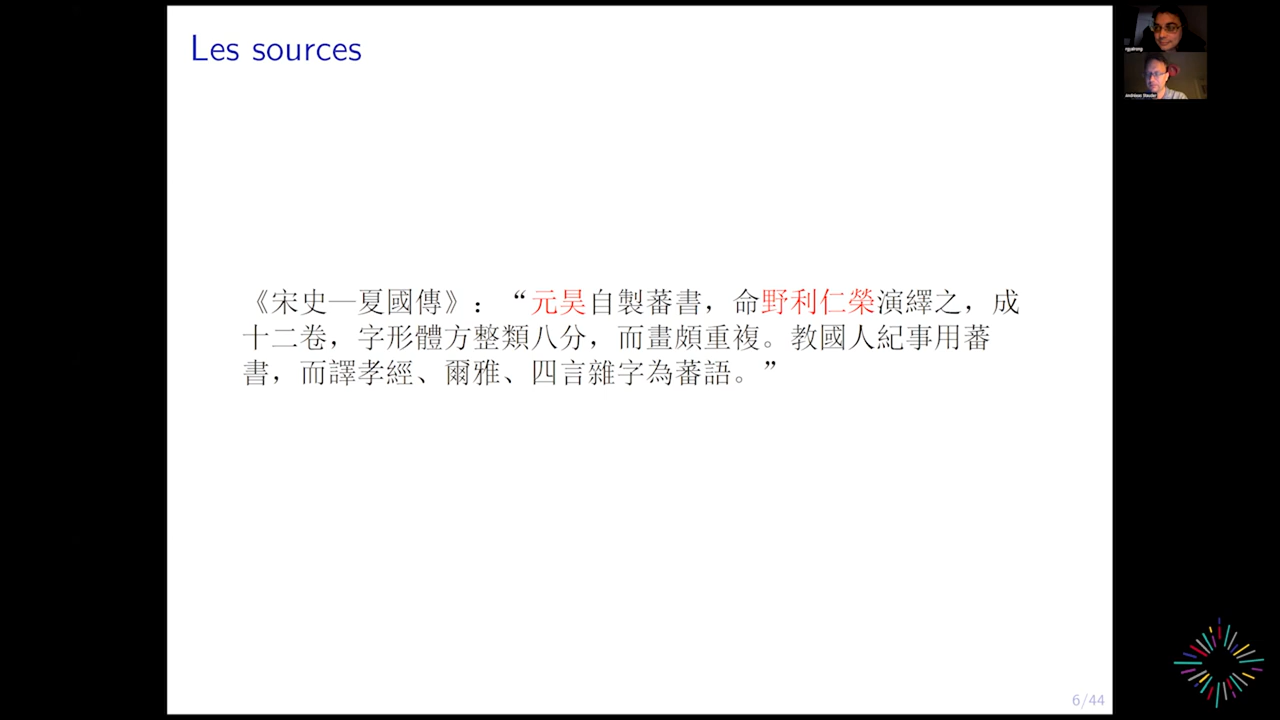 Les sources
《宋史—夏國傳》：“元昊自製蕃書，命野利仁榮演繹之，成
十二卷，字形體方整類八分，而畫頗重複。教國人紀事用蕃
書，而譯孝經、爾雅、四言雜字為蕃語。”
6/44
rgyalrong
Andréas Stauder